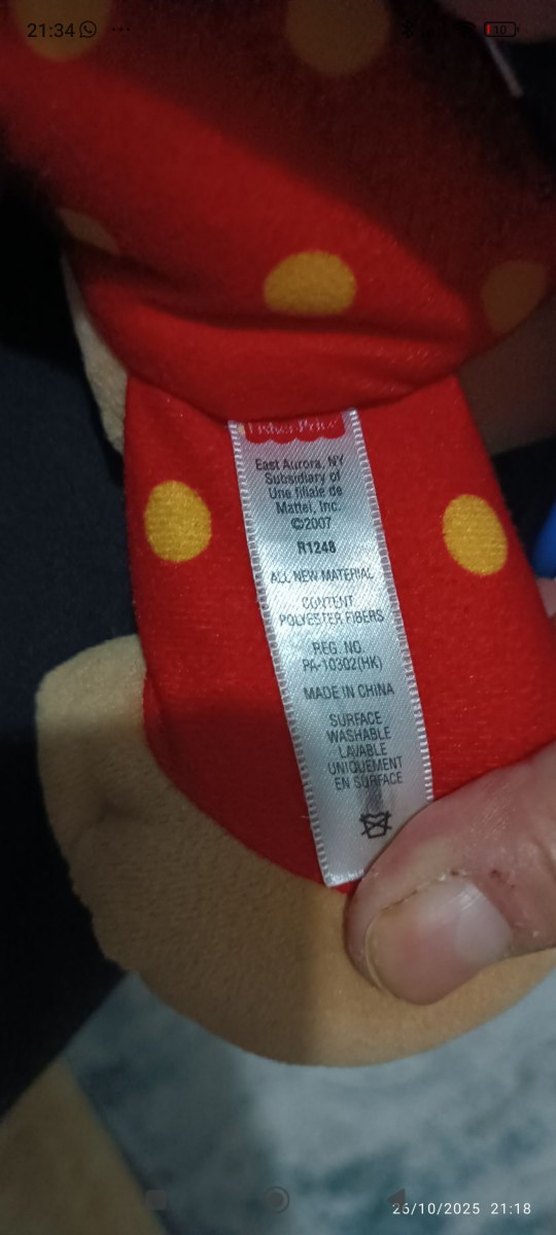 21:34
10
Fisher-Price
East Aurora, NY
Subsidiary of
Une filiale de
Mattel, Inc.
©2007
R1248
ALL NEW MATERIAL
CONTENT
POLYESTER FIBERS
REG. NO.
PA-10302(HK)
MADE IN CHINA
SURFACE
WASHABLE
LAVABLE
UNIQUEMENT
EN SURFACE
26/10/2025 21:18